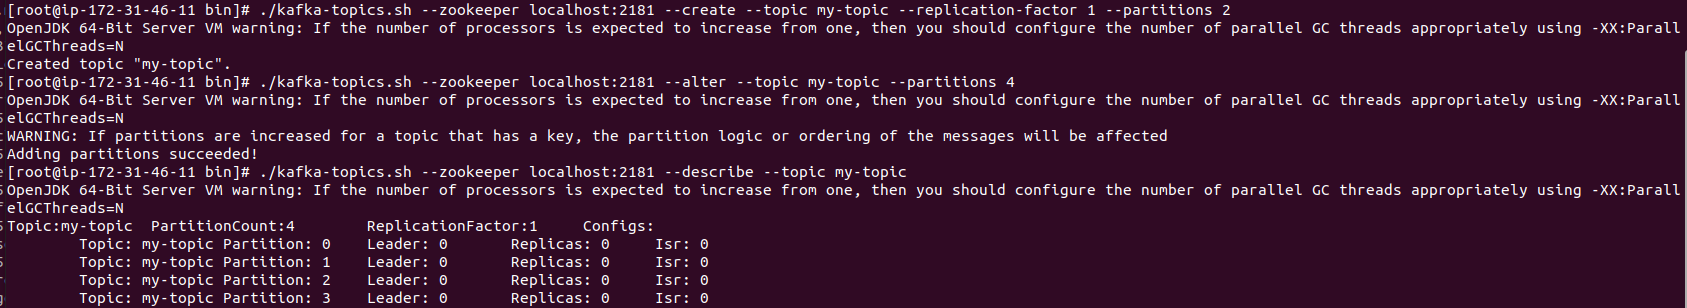 [root@ip-172-31-46-11 bin]# ./kafka-topics.sh --zookeeper localhost:2181 --create --topic my-topic --replication-factor 1 --partitions 2
OpenJDK 64-Bit Server VM warning: If the number of processors is expected to increase from one, then you should configure the number of parallel GC threads appropriately using -XX:Parall
elGCThreads=N
Created topic "my-topic".
[root@ip-172-31-46-11 bin]# ./kafka-topics.sh --zookeeper localhost:2181 --alter --topic my-topic --partitions 4
OpenJDK 64-Bit Server VM warning: If the number of processors is expected to increase from one, then you should configure the number of parallel GC threads appropriately using -XX:Parall
elGCThreads=N
WARNING: If partitions are increased for a topic that has a key, the partition logic or ordering of the messages will be affected
Adding partitions succeeded!
[root@ip-172-31-46-11 bin]# ./kafka-topics.sh --zookeeper localhost:2181 --describe --topic my-topic
OpenJDK 64-Bit Server VM warning: If the number of processors is expected to increase from one, then you should configure the number of parallel GC threads appropriately using -XX:Parall
elGCThreads=N
Topic:my-topic PartitionCount:4 ReplicationFactor:1 Configs:
Topic: my-topic Partition: 0 Leader: 0 Replicas: 0 Isr: 0
Topic: my-topic Partition: 1 Leader: 0 Replicas: 0 Isr: 0
Topic: my-topic Partition: 2 Leader: 0 Replicas: 0 Isr: 0
Topic: my-topic Partition: 3 Leader: 0 Replicas: 0 Isr: 0